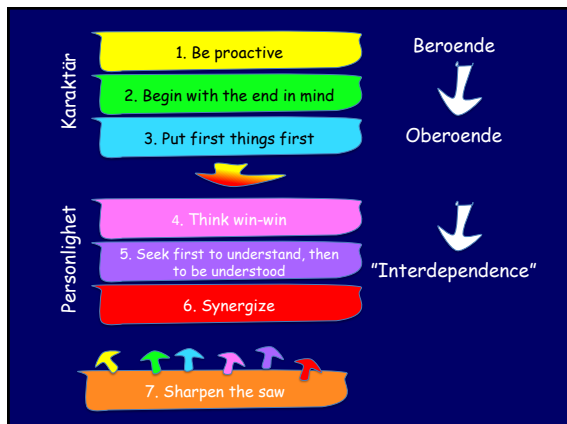 Karaktär
1. Be proactive
2. Begin with the end in mind
3. Put first things first
Beroende
Oberoende
Personlighet
4. Think win-win
5. Seek first to understand, then
to be understood
6. Synergize
”Interdependence”
7. Sharpen the saw